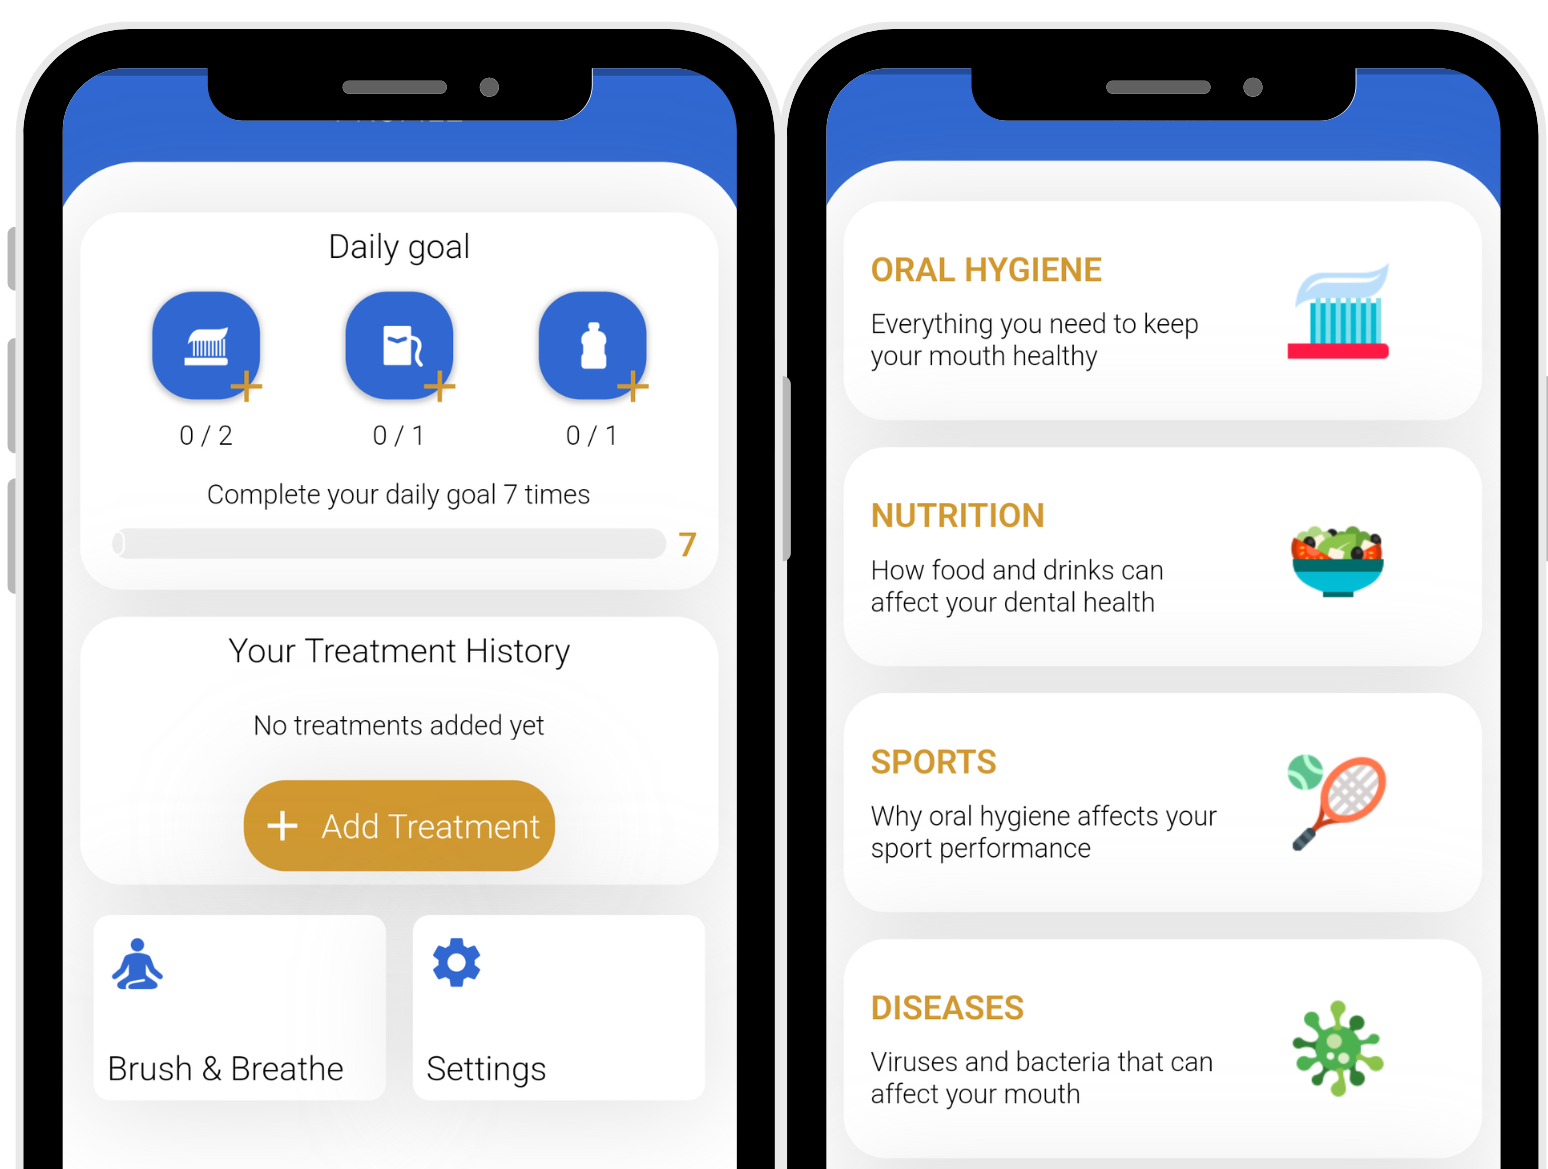 Daily goal
0 / 2
0 / 1
0 / 1
Complete your daily goal 7 times
7
Your Treatment History
No treatments added yet
+ Add Treatment
Brush & Breathe
Settings
ORAL HYGIENE
Everything you need to keep
your mouth healthy
NUTRITION
How food and drinks can
affect your dental health
SPORTS
Why oral hygiene affects your
sport performance
DISEASES
Viruses and bacteria that can
affect your mouth